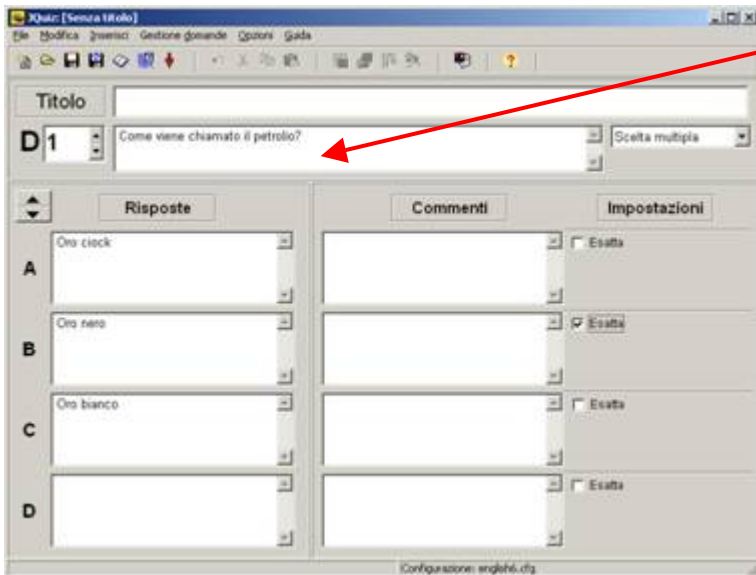 JQuiz: [Senza titolo]
File Modifica Inserisci Gestione domande Opzioni Guida
Titolo
D 1 Come viene chiamato il petrolio? Scelta multipla
Risposte Commenti Impostazioni
A Oro ciock Esatta
B Oro nero Esatta
C Oro bianco Esatta
D Esatta
Configurazione: english6.cfg